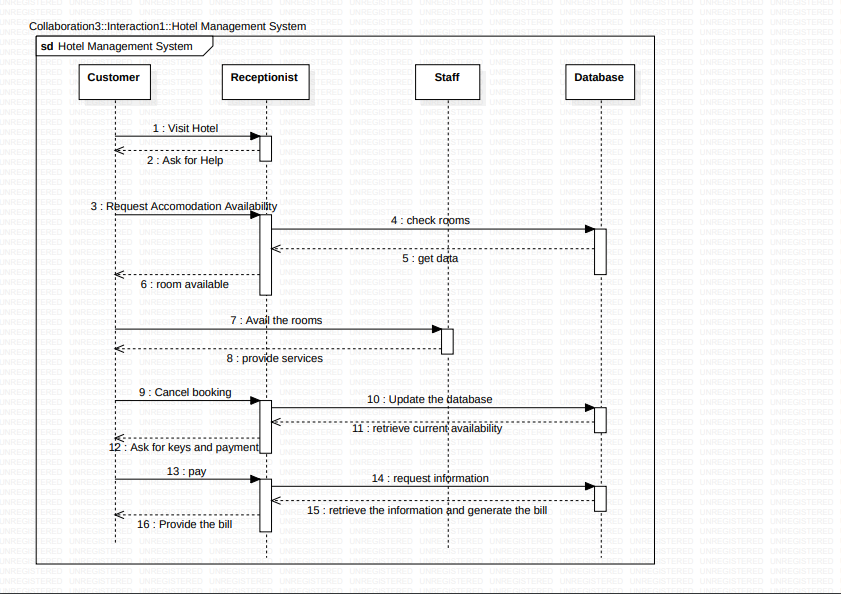 Collaboration3::Interaction1::Hotel Management System
sd Hotel Management System
Customer
Receptionist
Staff
Database
1 : Visit Hotel
2 : Ask for Help
3 : Request Accomodation Availability
4 : check rooms
5 : get data
6 : room available
7 : Avail the rooms
8 : provide services
9 : Cancel booking
10 : Update the database
11 : retrieve current availability
12 : Ask for keys and payment
13 : pay
14 : request information
15 : retrieve the information and generate the bill
16 : Provide the bill
UNREGISTERED